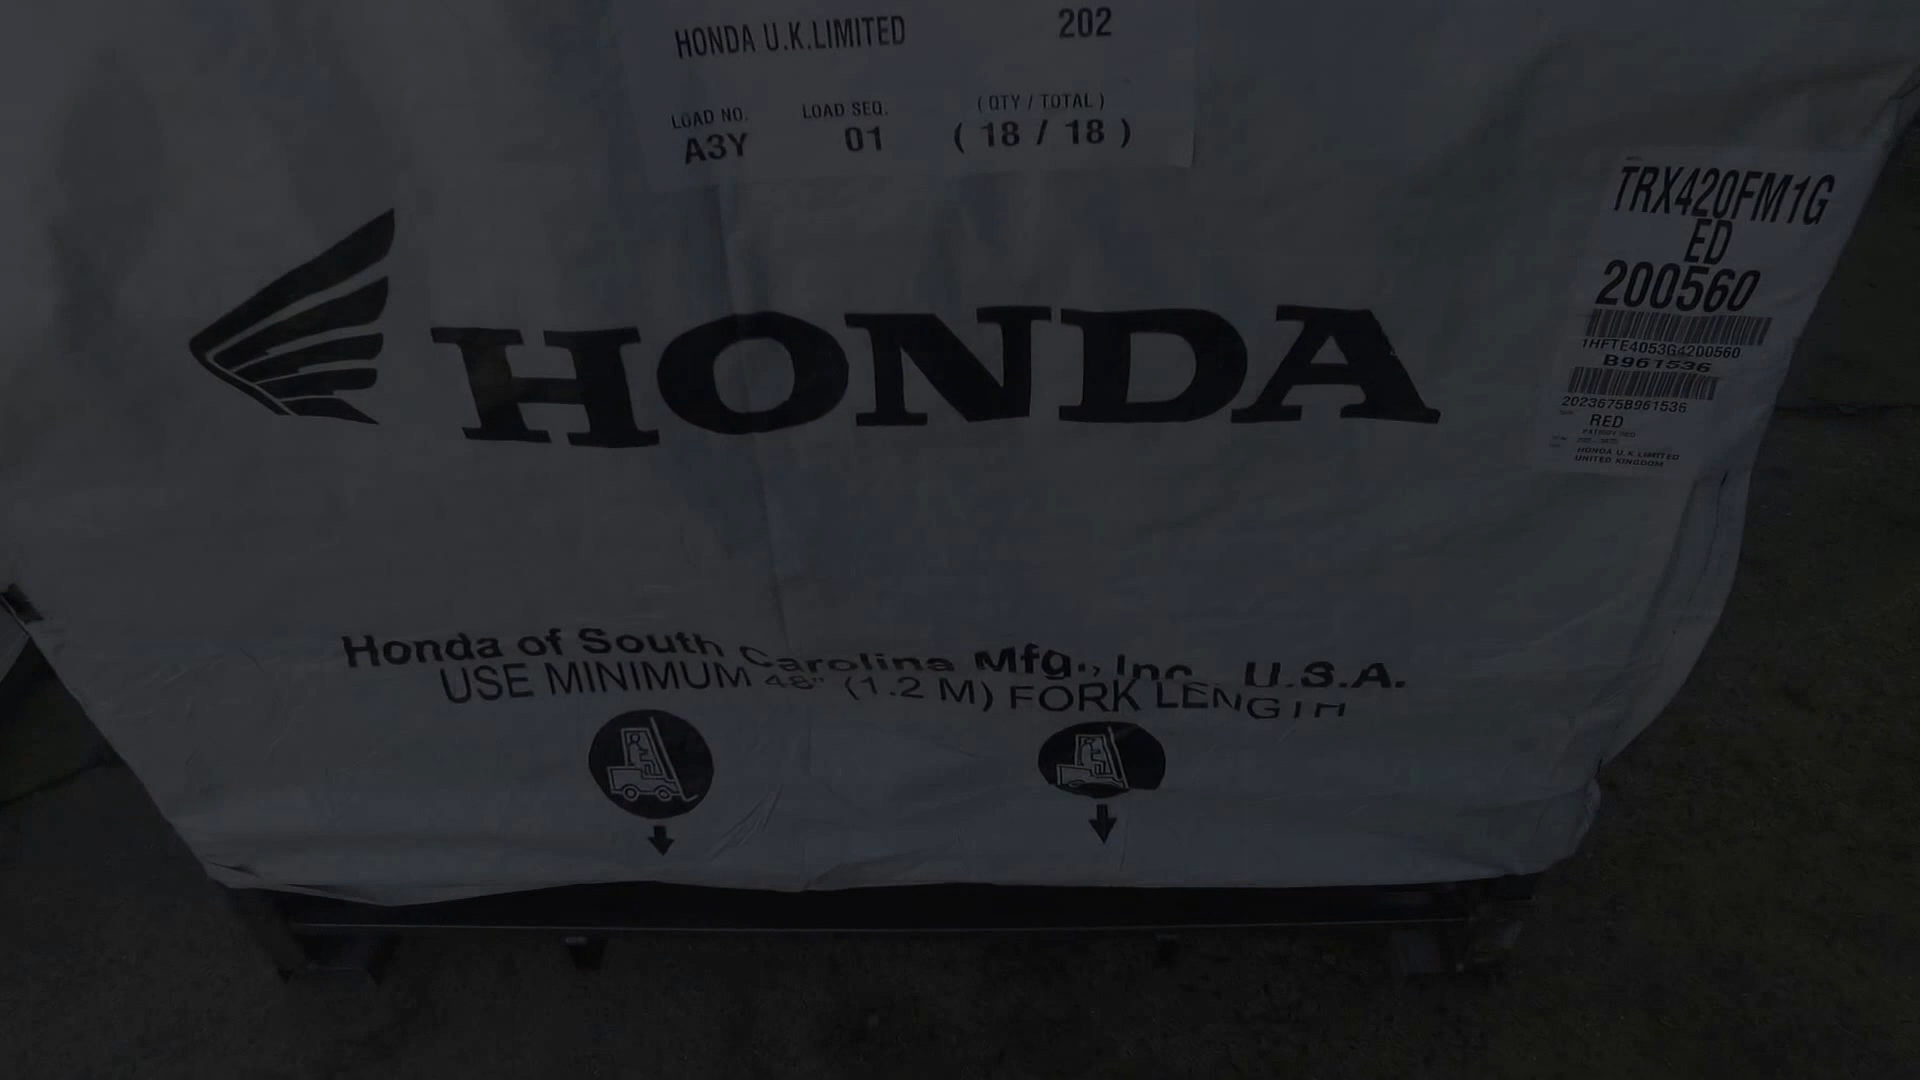 HONDA U.K.LIMITED 202
LOAD NO. LOAD SEQ. ( QTY / TOTAL )
A3Y 01 ( 18 / 18 )
TRX420FM1G
ED
200560
1HFTE4053G4200560
B961536
2023675B961536
RED
PATRIOT RED
HONDA U.K.LIMITED
UNITED KINGDOM
HONDA
Honda of South Carolina Mfg., Inc. U.S.A.
USE MINIMUM 48" (1.2 M) FORK LENGTH